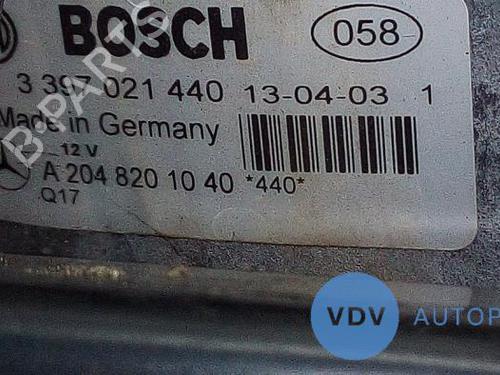 BOSCH 058
3 397 021 440 13-04-03 1
Made in Germany
12 V
A 204 820 10 40 *440*
Q17
B PARTS
VDV AUTOP